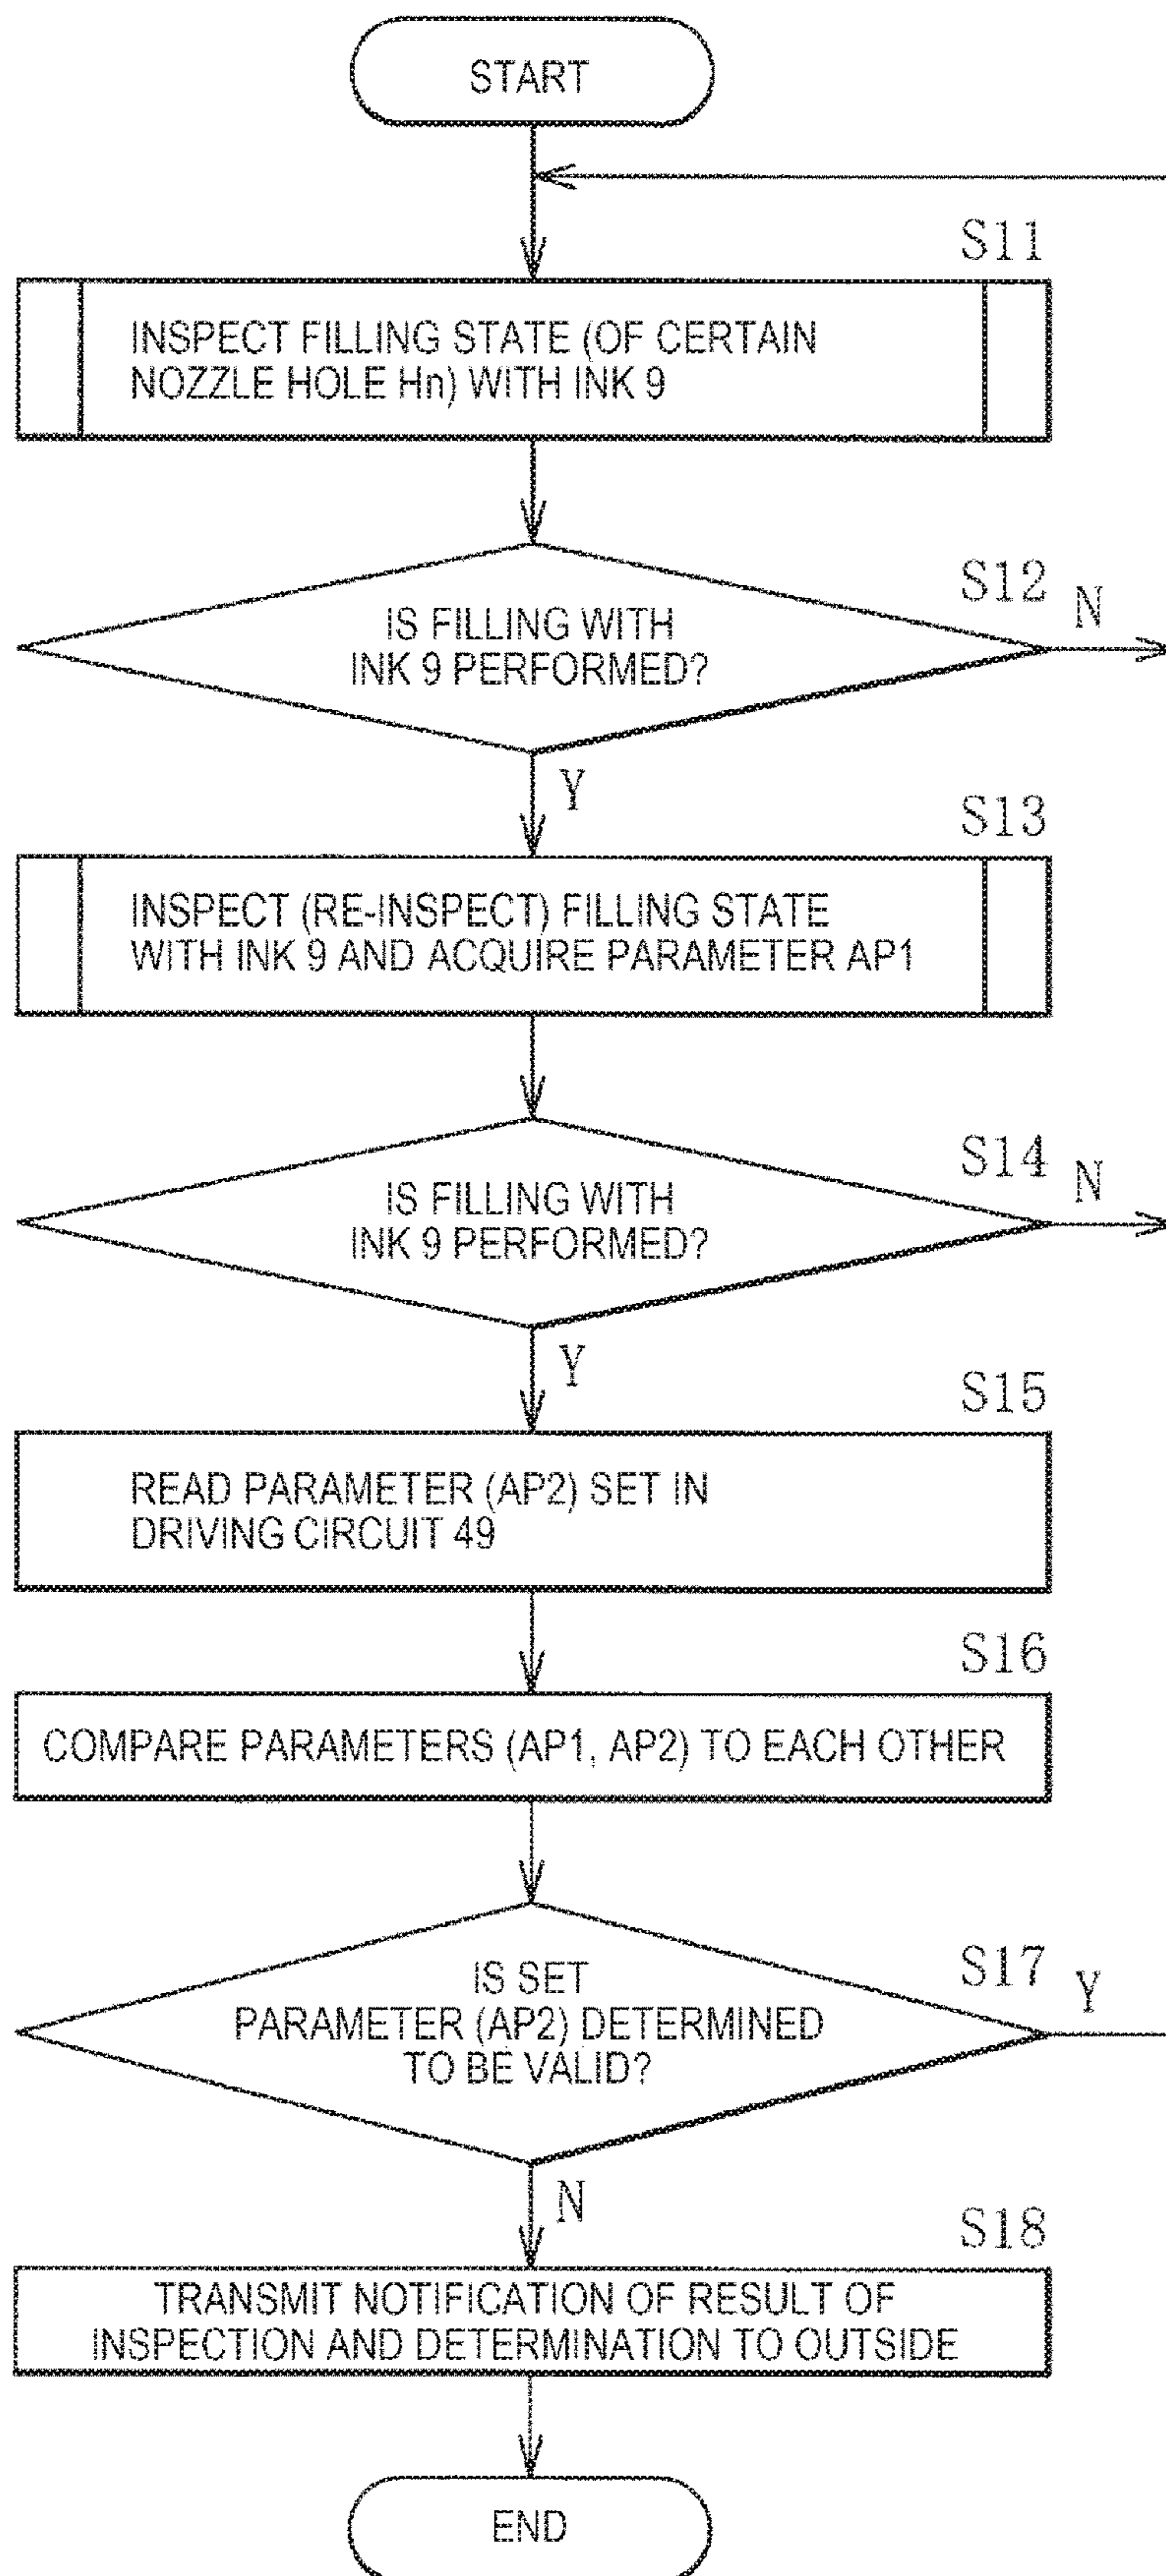 START
S11
INSPECT FILLING STATE (OF CERTAIN
NOZZLE HOLE Hn) WITH INK 9
S12
N
IS FILLING WITH
INK 9 PERFORMED?
Y
S13
INSPECT (RE-INSPECT) FILLING STATE
WITH INK 9 AND ACQUIRE PARAMETER AP1
S14
N
IS FILLING WITH
INK 9 PERFORMED?
Y
S15
READ PARAMETER (AP2) SET IN
DRIVING CIRCUIT 49
S16
COMPARE PARAMETERS (AP1, AP2) TO EACH OTHER
S17
Y
IS SET
PARAMETER (AP2) DETERMINED
TO BE VALID?
N
S18
TRANSMIT NOTIFICATION OF RESULT OF
INSPECTION AND DETERMINATION TO OUTSIDE
END